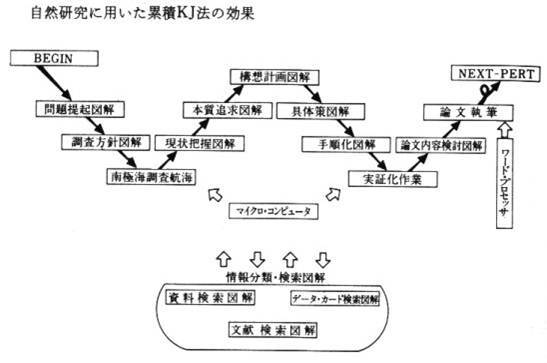 自然研究に用いた累積KJ法の効果
BEGIN
NEXT-PERT
構想計画図解
問題提起図解
本質追求図解
具体策図解
論文執筆
調査方針図解
現状把握図解
手順化図解
論文内容検討図解
南極海調査航海
実証化作業
ワード・プロセッサ
マイクロ・コンピュータ
情報分類・検索図解
資料検索図解
データ・カード検索図解
文献検索図解